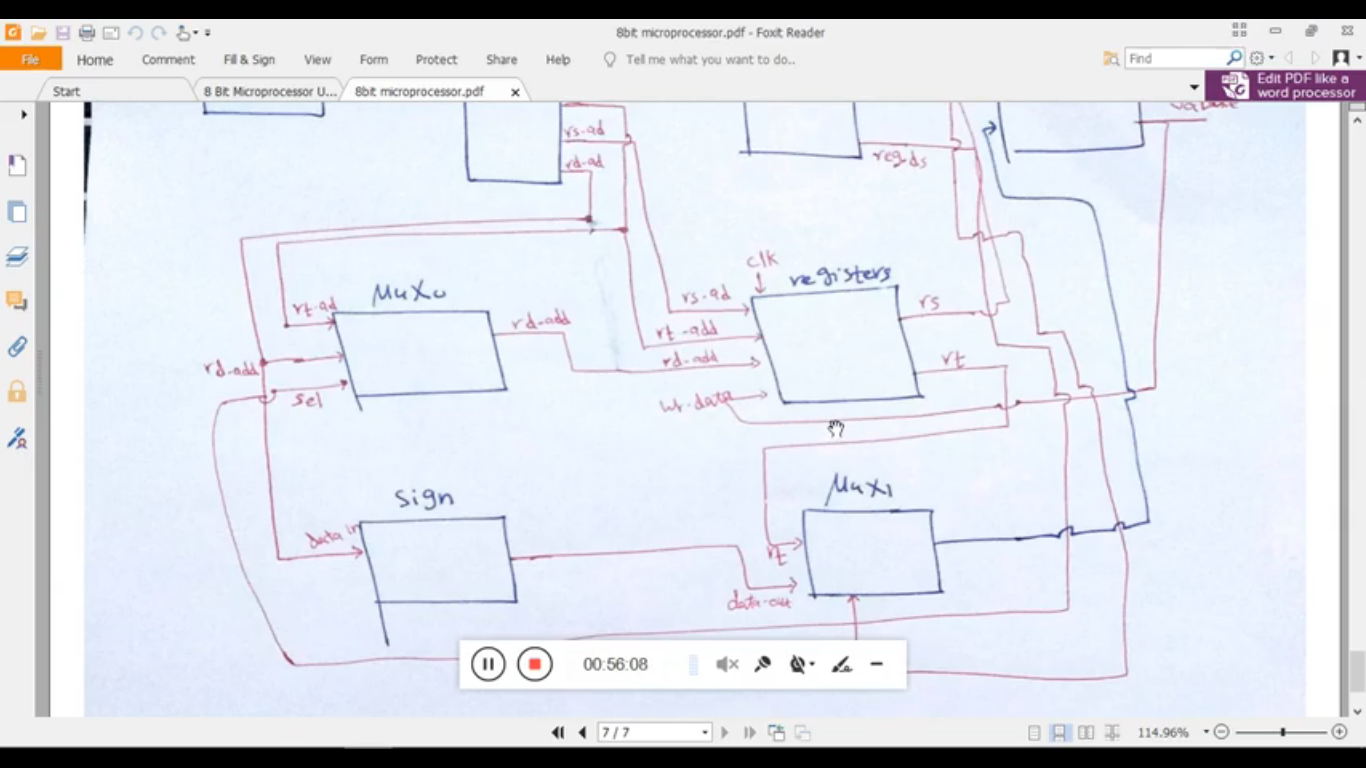 8bit microprocessor.pdf - Foxit Reader
File Home Comment Fill & Sign View Form Protect Share Help Tell me what you want to do.. Find
Start 8 Bit Microprocessor U... 8bit microprocessor.pdf Edit PDF like a
word processor
rs-ad
rd-ad
reg-ds
clk
registers
Mux0
rt-ad
rd-add
rs-ad
rs
rt-add
rd-add
rt
rd-add
sel
wr-data
sign
Mux1
data in
rt
data-out
00:56:08
7 / 7
114.96%